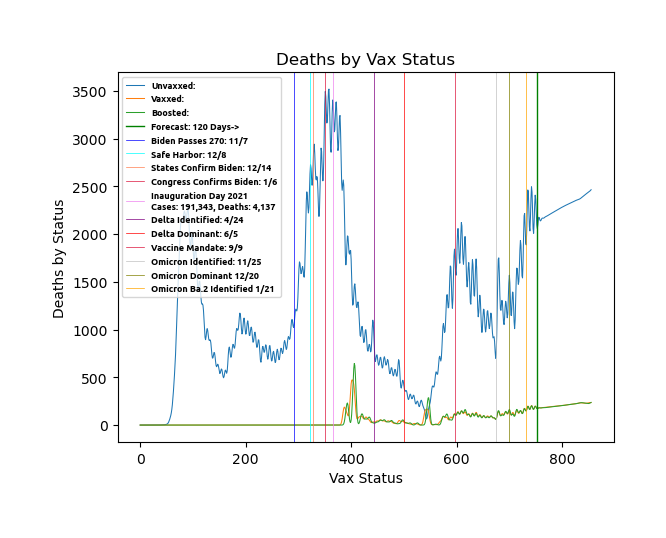 Deaths by Vax Status
Deaths by Status
3500
3000
2500
2000
1500
1000
500
0
Unvaxxed:
Vaxxed:
Boosted:
Forecast: 120 Days->
Biden Passes 270: 11/7
Safe Harbor: 12/8
States Confirm Biden: 12/14
Congress Confirms Biden: 1/6
Inauguration Day 2021
Cases: 191,343, Deaths: 4,137
Delta Identified: 4/24
Delta Dominant: 6/5
Vaccine Mandate: 9/9
Omicron Identified: 11/25
Omicron Dominant 12/20
Omicron Ba.2 Identified 1/21
0 200 400 600 800
Vax Status